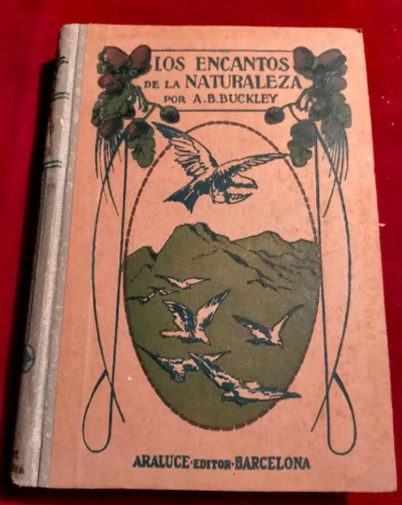 LOS ENCANTOS
DE LA NATURALEZA
POR A.B.BUCKLEY
ARALUCE·EDITOR·BARCELONA